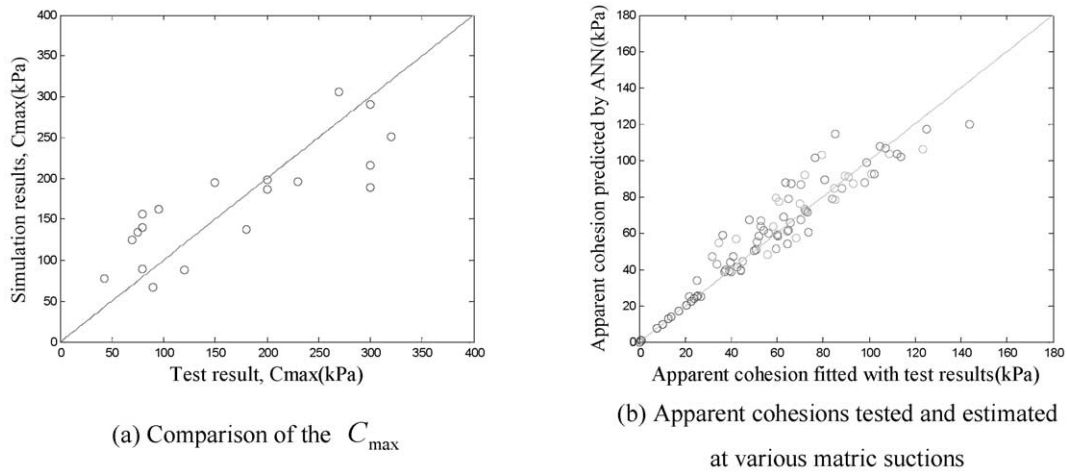 400
350
300
250
200
150
100
50
0
0 50 100 150 200 250 300 350 400
Simulation results, Cmax(kPa)
Test result, Cmax(kPa)
(a) Comparison of the C max
180
160
140
120
100
80
60
40
20
0
0 20 40 60 80 100 120 140 160 180
Apparent cohesion predicted by ANN(kPa)
Apparent cohesion fitted with test results(kPa)
(b) Apparent cohesions tested and estimated
at various matric suctions